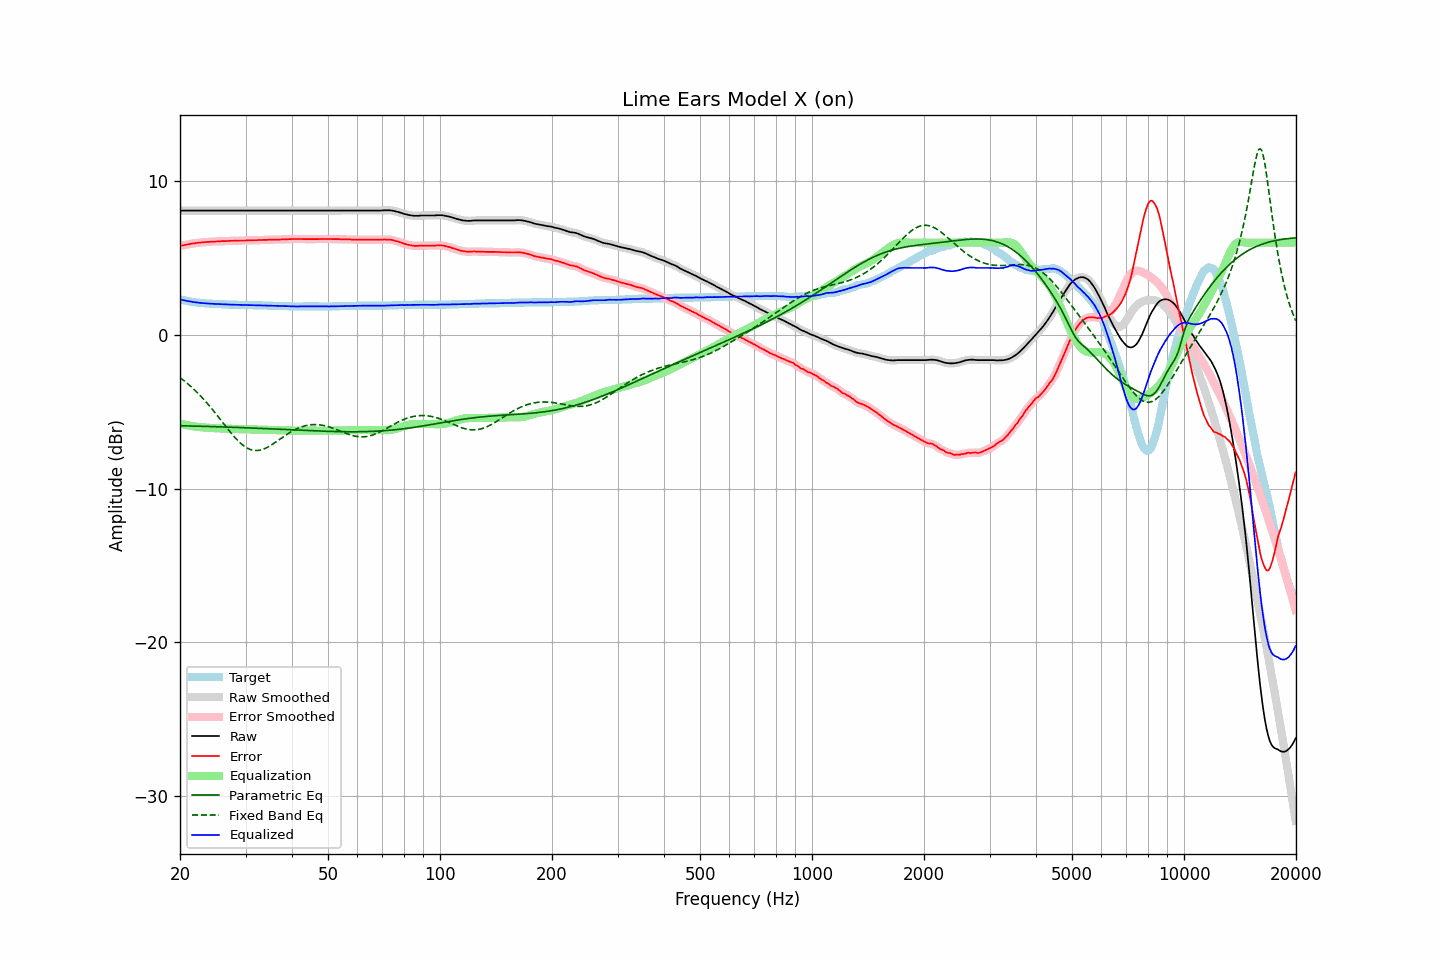 Lime Ears Model X (on)
Amplitude (dBr)
10
0
−10
−20
−30
Target
Raw Smoothed
Error Smoothed
Raw
Error
Equalization
Parametric Eq
Fixed Band Eq
Equalized
20 50 100 200 500 1000 2000 5000 10000 20000
Frequency (Hz)